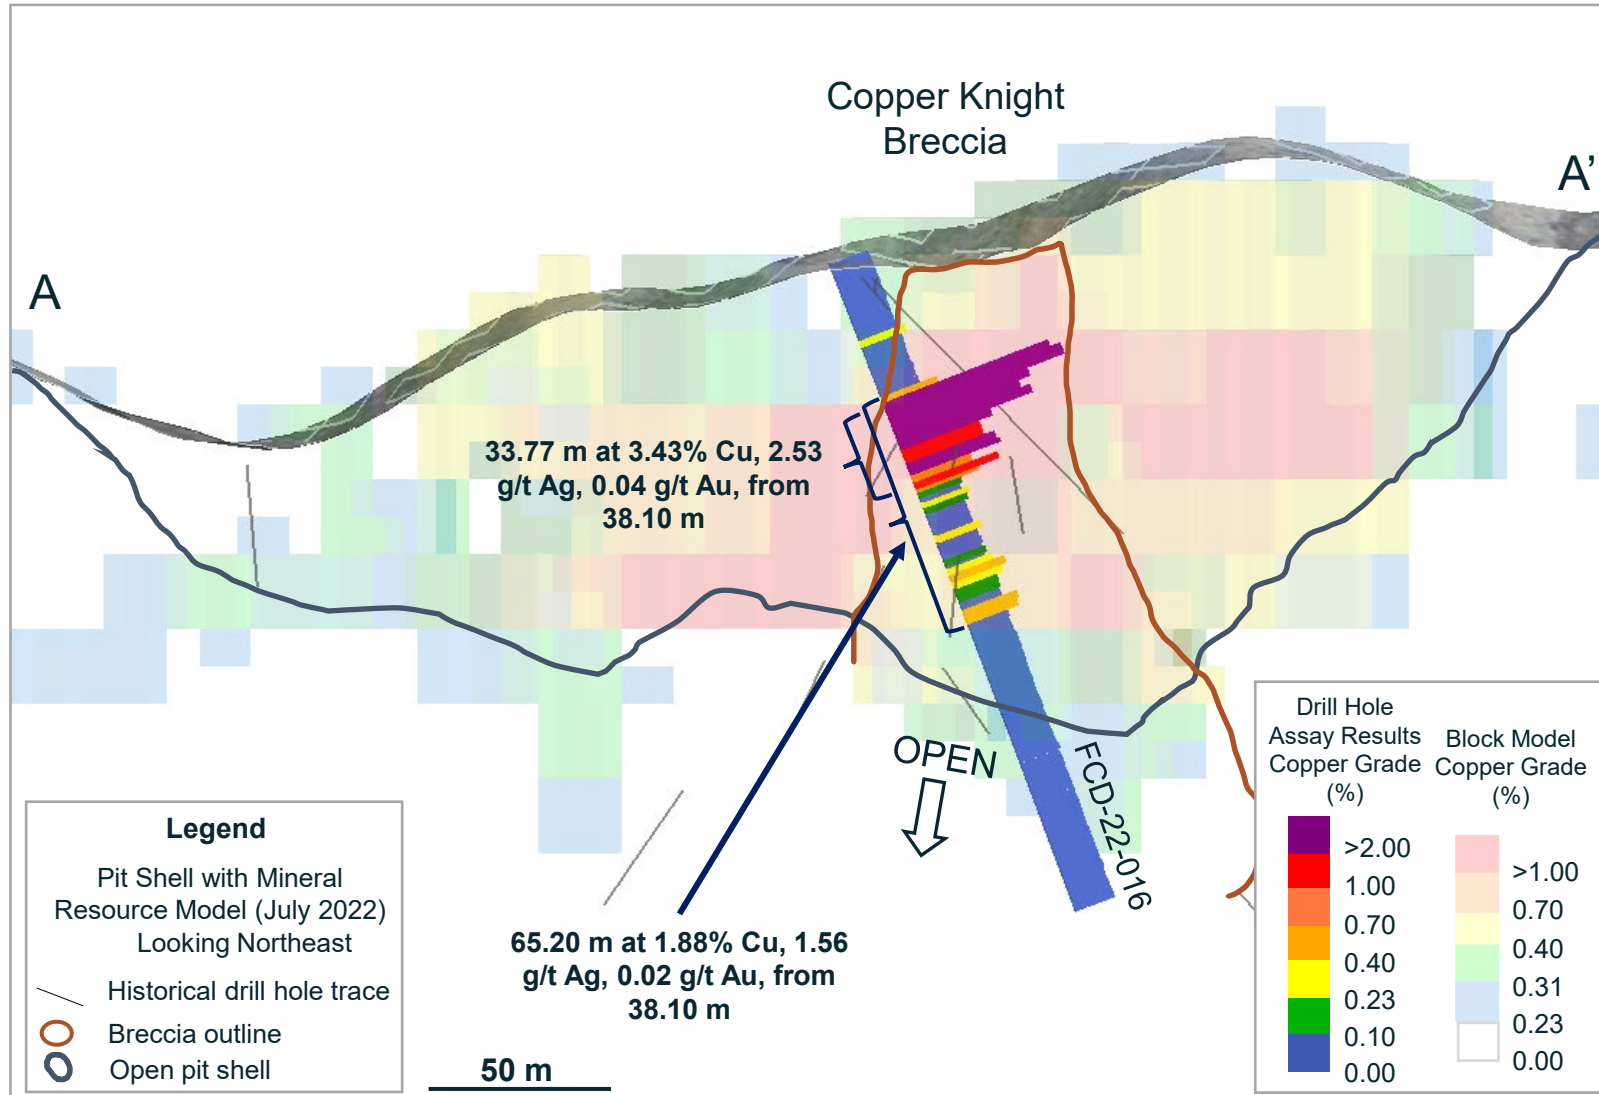 Copper Knight
Breccia
A
A’
33.77 m at 3.43% Cu, 2.53
g/t Ag, 0.04 g/t Au, from
38.10 m
OPEN
FCD-22-016
65.20 m at 1.88% Cu, 1.56
g/t Ag, 0.02 g/t Au, from
38.10 m
50 m
Legend
Pit Shell with Mineral
Resource Model (July 2022)
Looking Northeast
Historical drill hole trace
Breccia outline
Open pit shell
Drill Hole
Assay Results
Copper Grade
(%)
>2.00
1.00
0.70
0.40
0.23
0.10
0.00
Block Model
Copper Grade
(%)
>1.00
0.70
0.40
0.31
0.23
0.00